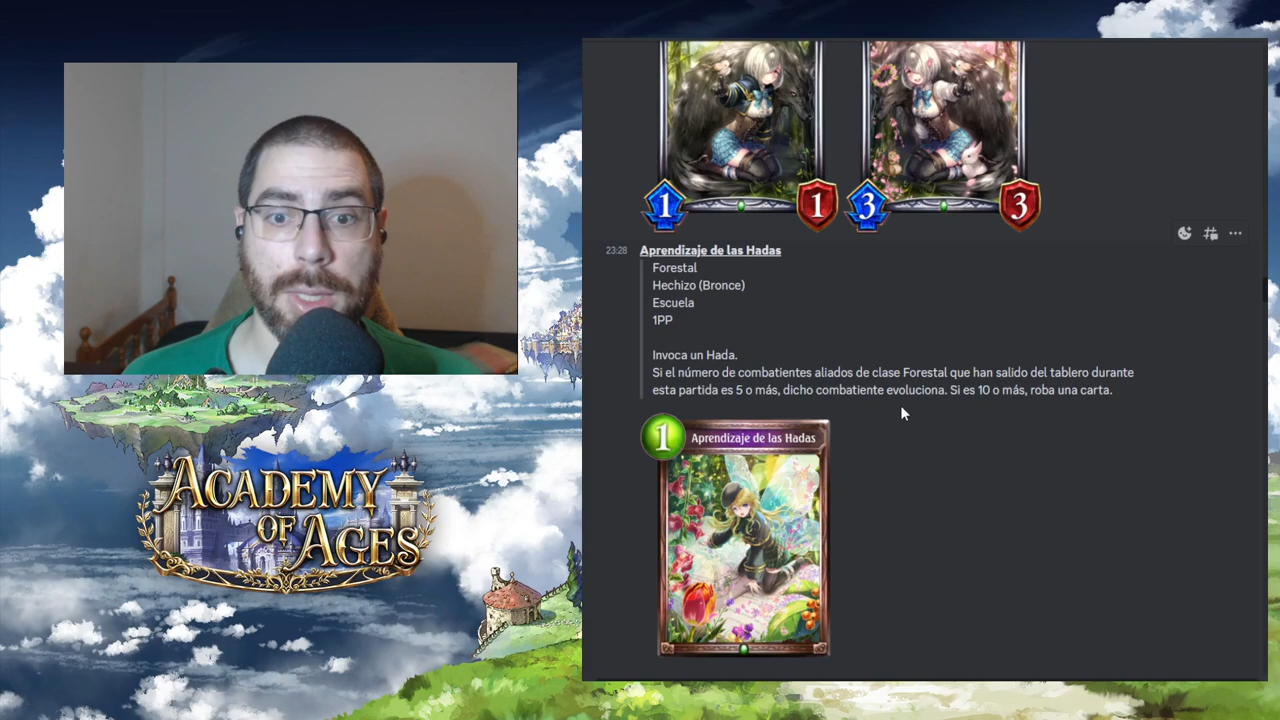 1
1
3
3
23:28
Aprendizaje de las Hadas
Forestal
Hechizo (Bronce)
Escuela
1PP
Invoca un Hada.
Si el número de combatientes aliados de clase Forestal que han salido del tablero durante
esta partida es 5 o más, dicho combatiente evoluciona. Si es 10 o más, roba una carta.
1
Aprendizaje de las Hadas
ACADEMY
OF
AGES